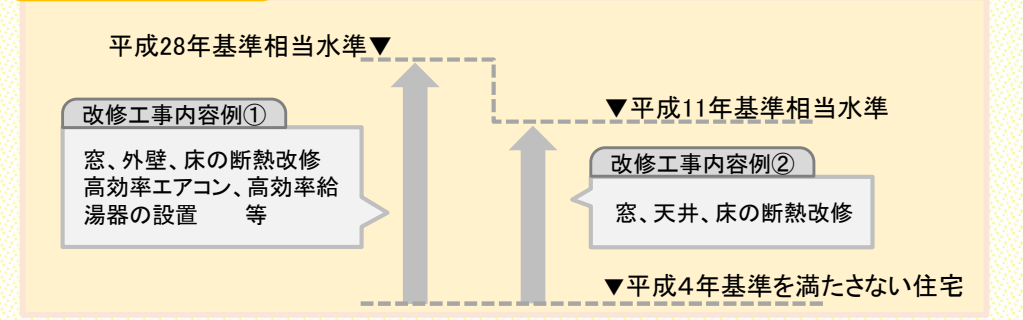 平成28年基準相当水準▼
改修工事内容例①
窓、外壁、床の断熱改修
高効率エアコン、高効率給
湯器の設置　　等
▼平成11年基準相当水準
改修工事内容例②
窓、天井、床の断熱改修
▼平成４年基準を満たさない住宅